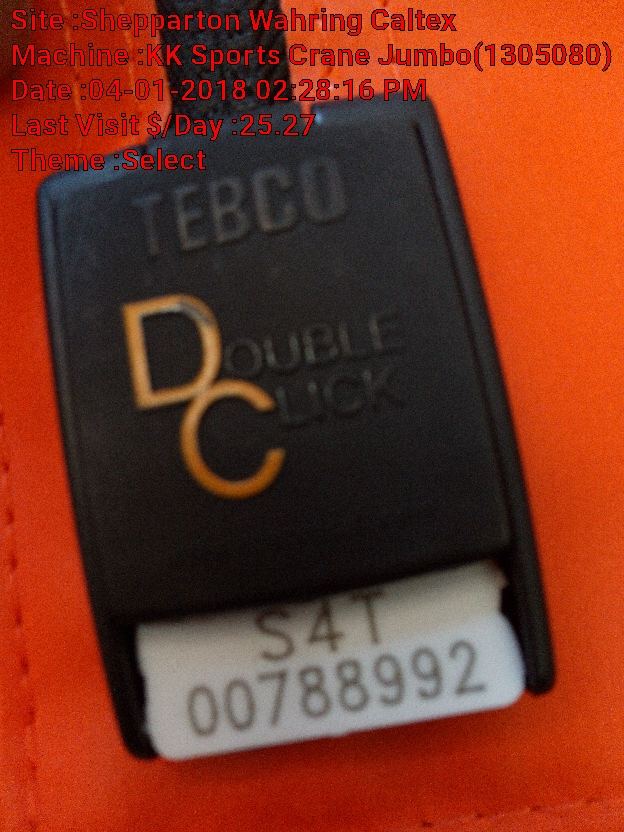 Site :Shepparton Wahring Caltex
Machine :KK Sports Crane Jumbo(1305080)
Date :04-01-2018 02:28:16 PM
Last Visit $/Day :25.27
Theme :Select
TEBCO
DOUBLE
CLICK
S4T
00788992